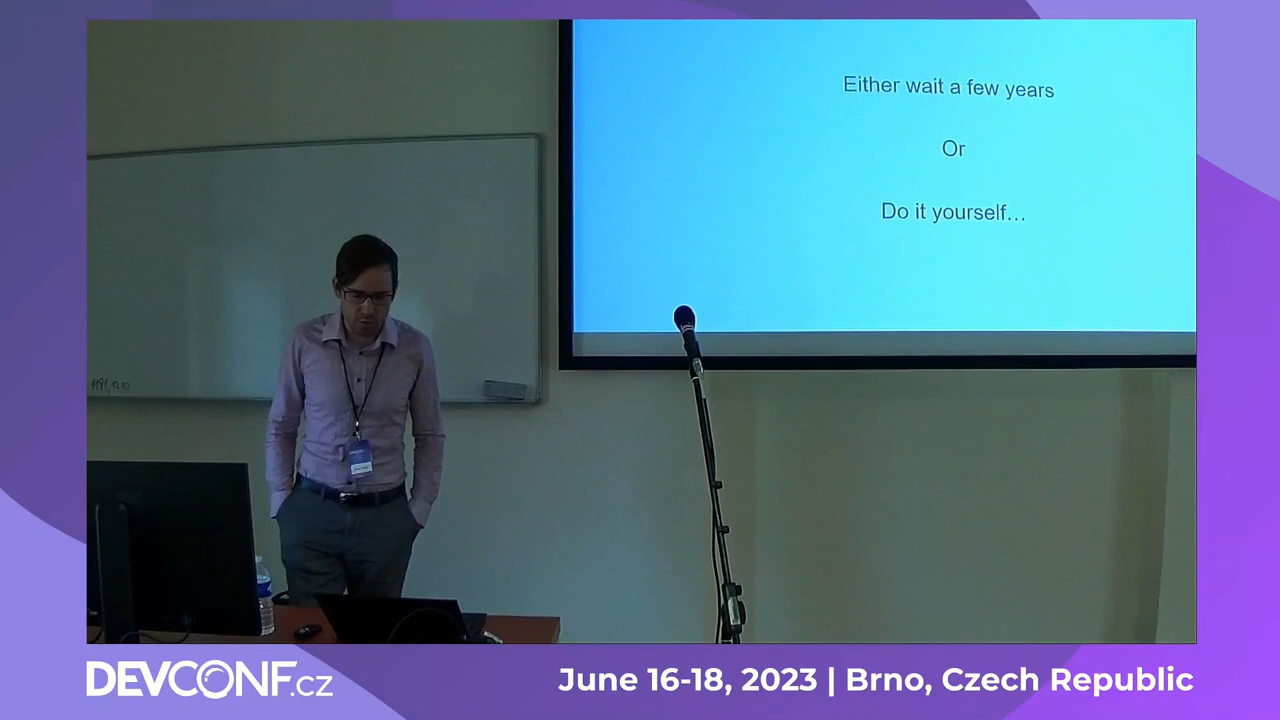 Either wait a few years
Or
Do it yourself…
DEVCONF.CZ
June 16-18, 2023 | Brno, Czech Republic